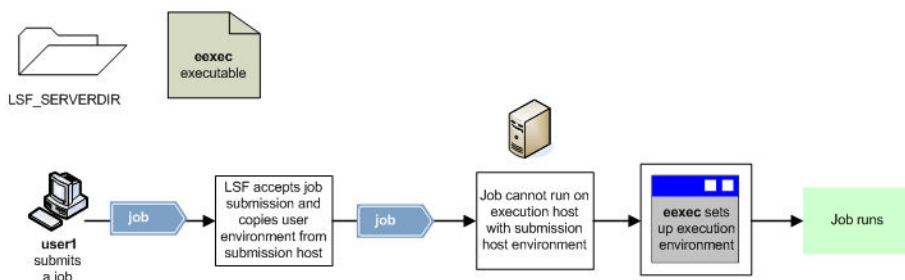 eexec
executable
LSF_SERVERDIR
user1
submits
a job
job
LSF accepts job
submission and
copies user
environment from
submission host
job
Job cannot run on
execution host
with submission
host environment
eexec sets
up execution
environment
Job runs